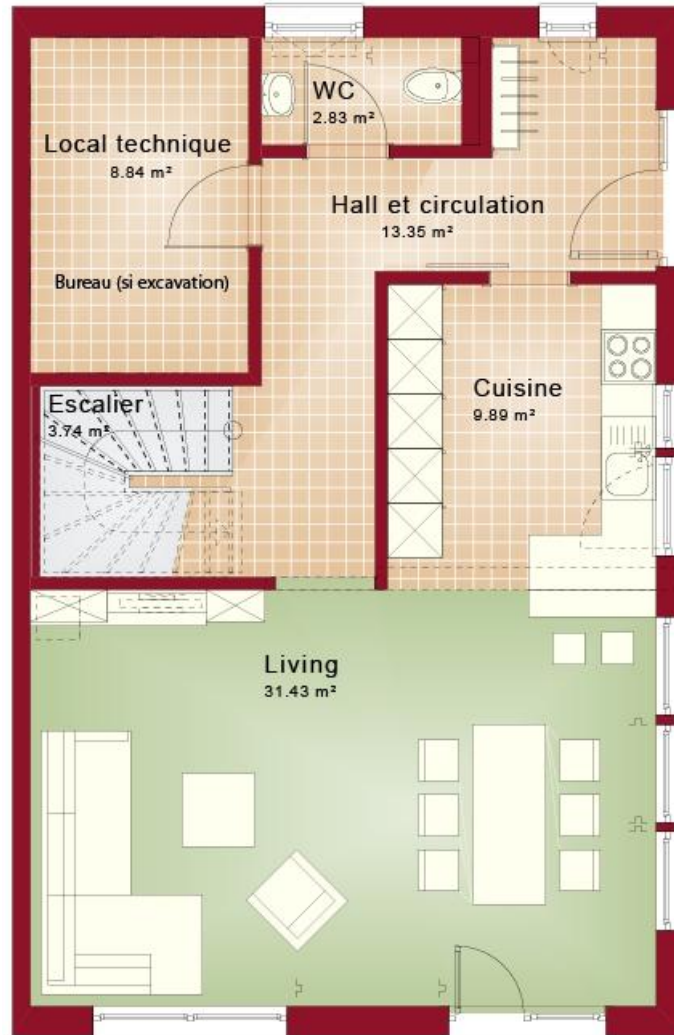 WC
2.83 m²
Local technique
8.84 m²
Hall et circulation
13.35 m²
Bureau (si excavation)
Escalier
3.74 m²
Cuisine
9.89 m²
Living
31.43 m²